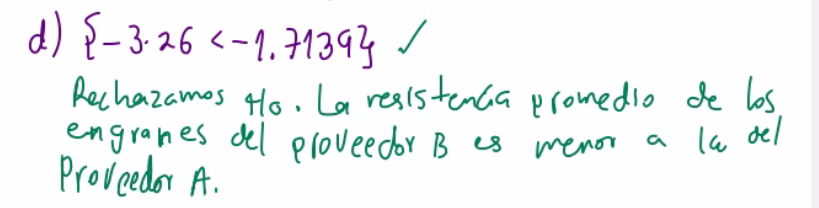 d) {-3.26 < -1.7139} ✓
Rechazamos Ho. La resistencia promedio de los
engranes del proveedor B es menor a la del
Proveedor A.